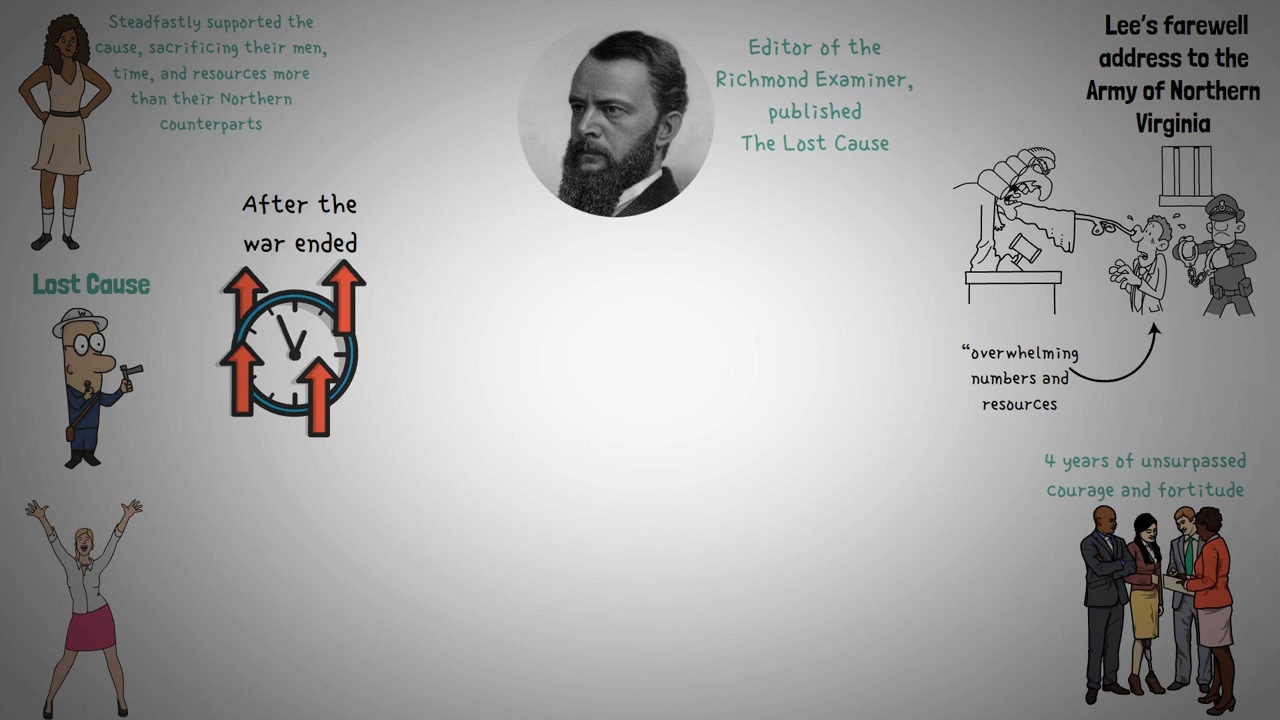 Steadfastly supported the
cause, sacrificing their men,
time, and resources more
than their Northern
counterparts
Lost Cause
W
After the
war ended
Editor of the
Richmond Examiner,
published
The Lost Cause
Lee's farewell
address to the
Army of Northern
Virginia
“overwhelming
numbers and
resources
4 years of unsurpassed
courage and fortitude